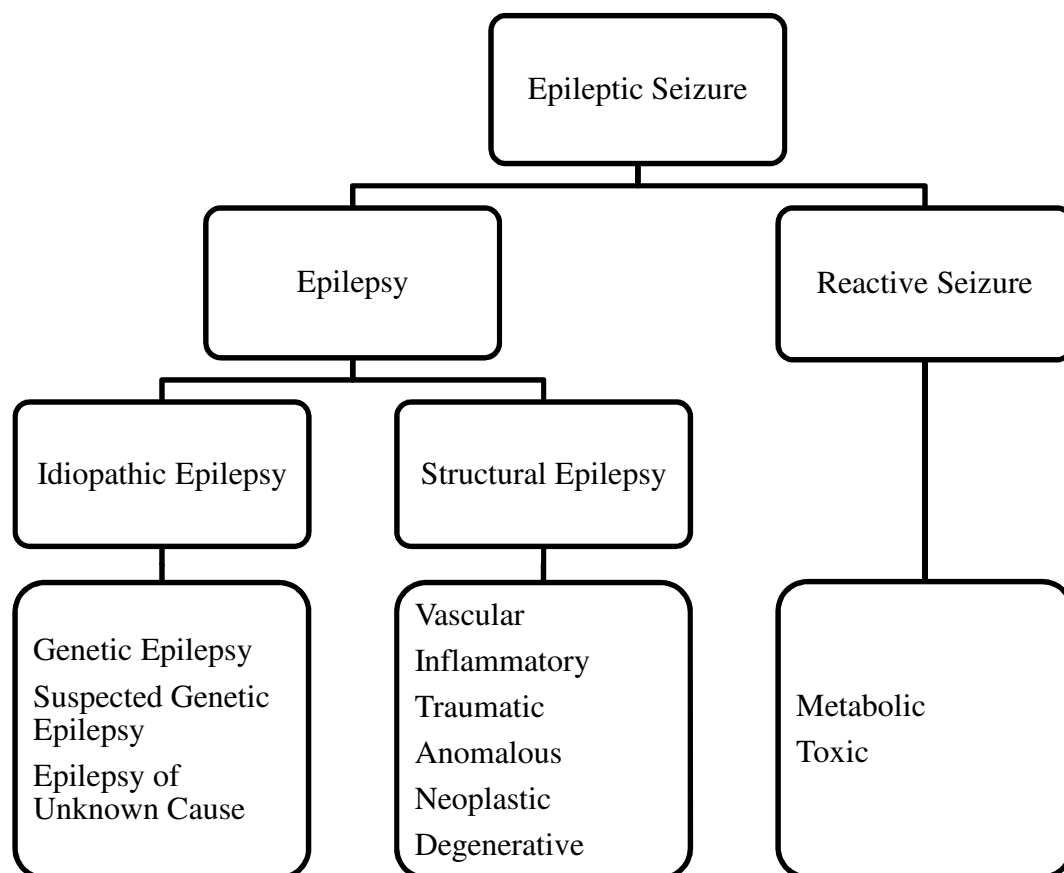 Epileptic Seizure
Epilepsy
Reactive Seizure
Idiopathic Epilepsy
Structural Epilepsy
Genetic Epilepsy
Suspected Genetic
Epilepsy
Epilepsy of
Unknown Cause
Vascular
Inflammatory
Traumatic
Anomalous
Neoplastic
Degenerative
Metabolic
Toxic